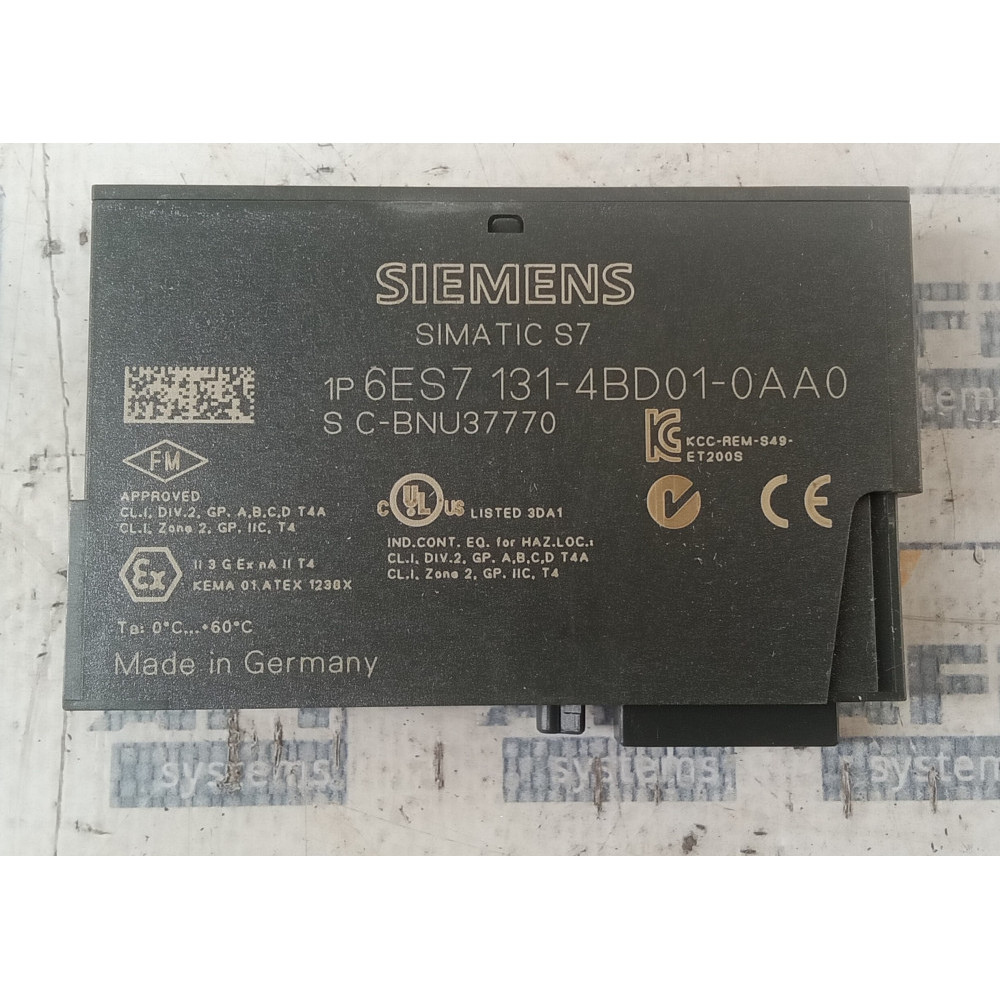 SIEMENS
SIMATIC S7
1P 6ES7 131-4BD01-0AA0
S C-BNU37770
KCC-REM-S49-
ET200S
FM
APPROVED
CL.I, DIV.2, GP. A,B,C,D T4A
CL.I, Zone 2, GP. IIC, T4
C UL US LISTED 3DA1
IND.CONT. EQ. for HAZ.LOC.:
CL.I, DIV.2, GP. A,B,C,D T4A
CL.I, Zone 2, GP. IIC, T4
CE
Ex
II 3 G Ex nA II T4
KEMA 01 ATEX 1238X
Ta: 0°C...+60°C
Made in Germany
systems
systems
systems